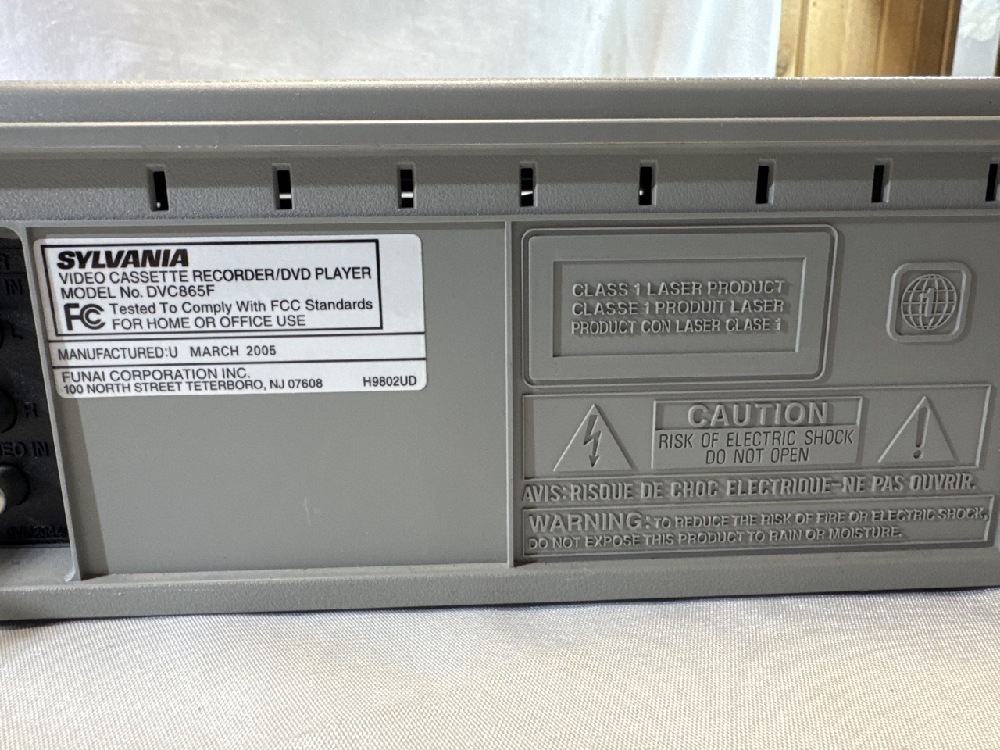 SYLVANIA
VIDEO CASSETTE RECORDER/DVD PLAYER
MODEL No. DVC865F
FC Tested To Comply With FCC Standards
FOR HOME OR OFFICE USE
MANUFACTURED:U MARCH 2005
FUNAI CORPORATION INC.
100 NORTH STREET TETERBORO, NJ 07608 H9802UD
IN
L
R
IN
CLASS 1 LASER PRODUCT
CLASSE 1 PRODUIT LASER
PRODUCT CON LASER CLASE 1
CAUTION
RISK OF ELECTRIC SHOCK
DO NOT OPEN
AVIS: RISQUE DE CHOC ELECTRIQUE-NE PAS OUVRIR.
WARNING: TO REDUCE THE RISK OF FIRE OR ELECTRIC SHOCK,
DO NOT EXPOSE THIS PRODUCT TO RAIN OR MOISTURE.